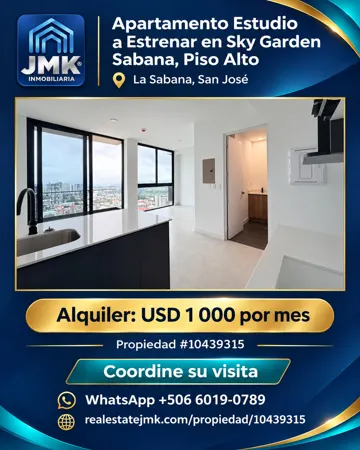 JMK
INMOBILIARIA
Apartamento Estudio
a Estrenar en Sky Garden
Sabana, Piso Alto
La Sabana, San José
Alquiler: USD 1 000 por mes
Propiedad #10439315
Coordine su visita
WhatsApp +506 6019-0789
realestatejmk.com/propiedad/10439315